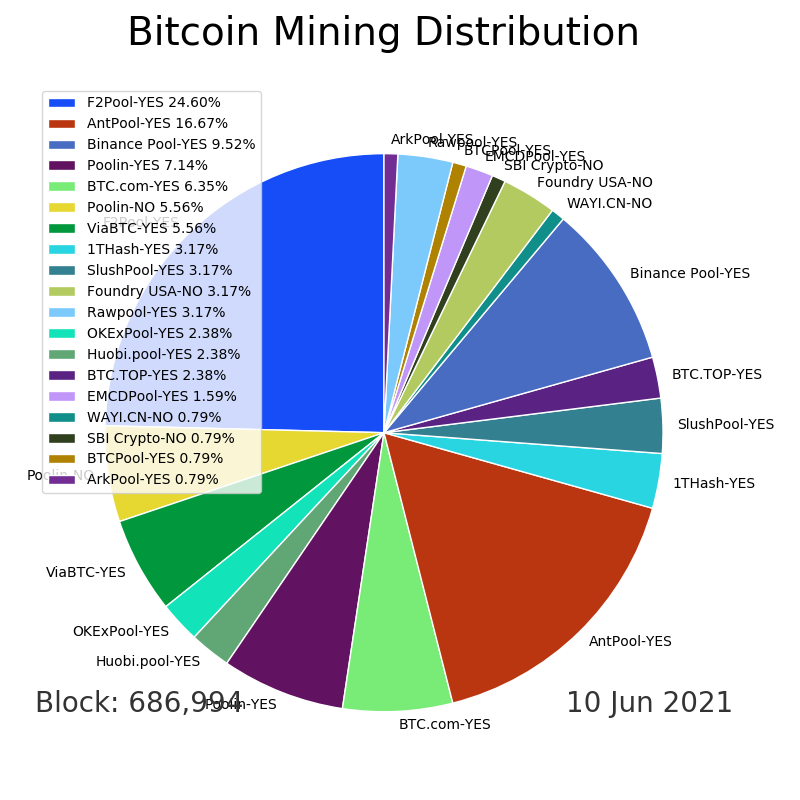 Bitcoin Mining Distribution
F2Pool-YES 24.60%
AntPool-YES 16.67%
Binance Pool-YES 9.52%
Poolin-YES 7.14%
BTC.com-YES 6.35%
Poolin-NO 5.56%
ViaBTC-YES 5.56%
1THash-YES 3.17%
SlushPool-YES 3.17%
Foundry USA-NO 3.17%
Rawpool-YES 3.17%
OKExPool-YES 2.38%
Huobi.pool-YES 2.38%
BTC.TOP-YES 2.38%
EMCDPool-YES 1.59%
WAYI.CN-NO 0.79%
SBI Crypto-NO 0.79%
BTCPool-YES 0.79%
ArkPool-YES 0.79%
ArkPool-YES
Rawpool-YES
BTCPool-YES
EMCDPool-YES
SBI Crypto-NO
Foundry USA-NO
WAYI.CN-NO
Binance Pool-YES
BTC.TOP-YES
SlushPool-YES
1THash-YES
AntPool-YES
BTC.com-YES
Poolin-YES
Huobi.pool-YES
OKExPool-YES
ViaBTC-YES
Poolin-NO
F2Pool-YES
Block: 686,994
10 Jun 2021